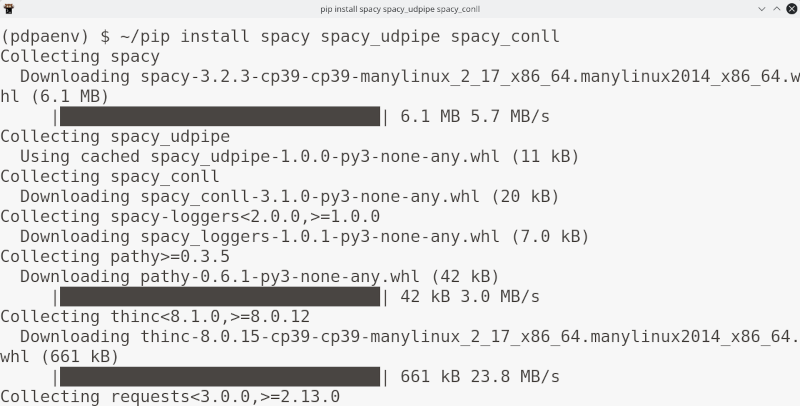 pip install spacy spacy_udpipe spacy_conll
(pdpaenv) $ ~/pip install spacy spacy_udpipe spacy_conll
Collecting spacy
  Downloading spacy-3.2.3-cp39-cp39-manylinux_2_17_x86_64.manylinux2014_x86_64.w
hl (6.1 MB)
     |████████████████████████████████| 6.1 MB 5.7 MB/s
Collecting spacy_udpipe
  Using cached spacy_udpipe-1.0.0-py3-none-any.whl (11 kB)
Collecting spacy_conll
  Downloading spacy_conll-3.1.0-py3-none-any.whl (20 kB)
Collecting spacy-loggers<2.0.0,>=1.0.0
  Downloading spacy_loggers-1.0.1-py3-none-any.whl (7.0 kB)
Collecting pathy>=0.3.5
  Downloading pathy-0.6.1-py3-none-any.whl (42 kB)
     |████████████████████████████████| 42 kB 3.0 MB/s
Collecting thinc<8.1.0,>=8.0.12
  Downloading thinc-8.0.15-cp39-cp39-manylinux_2_17_x86_64.manylinux2014_x86_64.
whl (661 kB)
     |████████████████████████████████| 661 kB 23.8 MB/s
Collecting requests<3.0.0,>=2.13.0